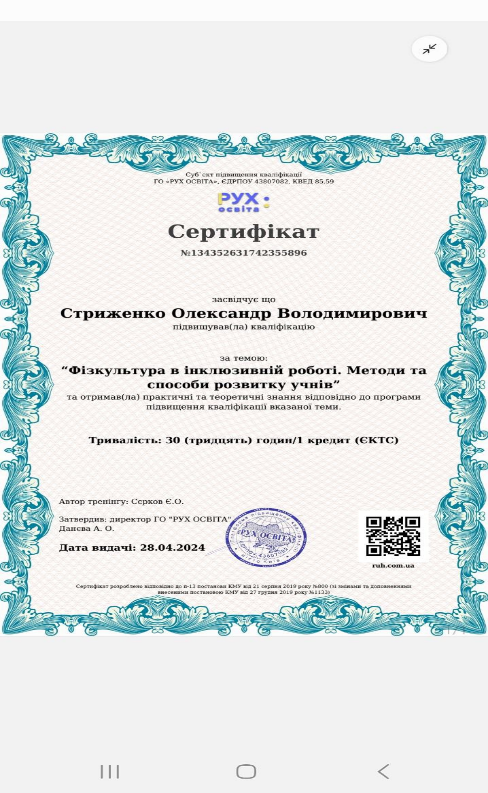 Суб`єкт підвищення кваліфікації
ГО «РУХ ОСВІТА», ЄДРПОУ 43807082, КВЕД 85.59
РУХ
освіта
Сертифікат
№134352631742355896
засвідчує що
Стриженко Олександр Володимирович
підвищував(ла) кваліфікацію
за темою:
“Фізкультура в інклюзивній роботі. Методи та
способи розвитку учнів”
та отримав(ла) практичні та теоретичні знання відповідно до програми
підвищення кваліфікації вказаної теми.
Тривалість: 30 (тридцять) годин/1 кредит (ЄКТС)
Автор тренінгу: Сєрков Є.О.
Затвердив: директор ГО "РУХ ОСВІТА"
Данєва А. О.
Дата видачі: 28.04.2024
"РУХ ОСВІТА"
ruh.com.ua
Сертифікат розроблено відповідно до п-13 постанови КМУ від 21 серпня 2019 року №800 (зі змінами та доповненнями
внесеними постановою КМУ від 27 грудня 2019 року №1133)